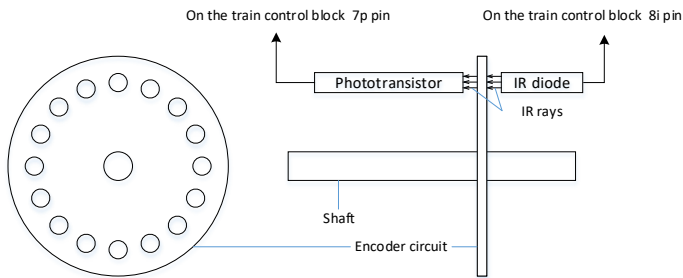 On the train control block 7p pin
On the train control block 8i pin
Phototransistor
IR diode
IR rays
Shaft
Encoder circuit